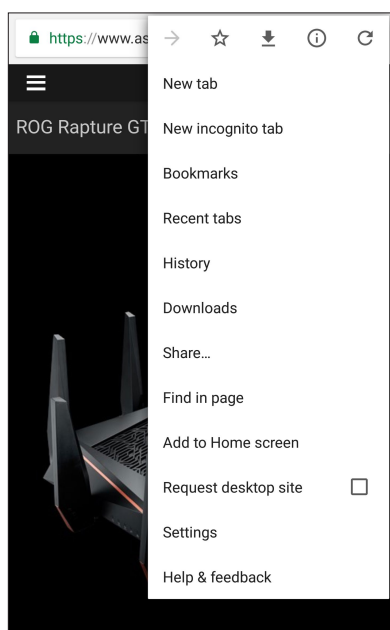 https://www.as
ROG Rapture GT
New tab
New incognito tab
Bookmarks
Recent tabs
History
Downloads
Share…
Find in page
Add to Home screen
Request desktop site
Settings
Help & feedback